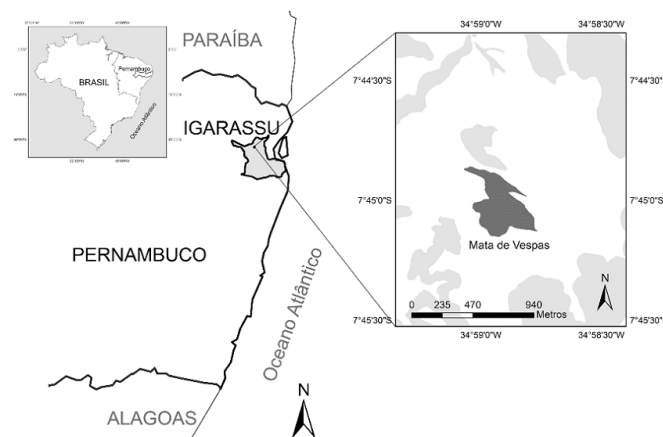 PARAÍBA
Pernambuco
BRASIL
Oceano Atlântico
IGARASSU
PERNAMBUCO
Oceano Atlântico
ALAGOAS
N
34°59'0"W
34°58'30"W
7°44'30"S
7°44'30"S
7°45'0"S
7°45'0"S
Mata de Vespas
N
0 235 470 940
Metros
7°45'30"S
7°45'30"S
34°59'0"W
34°58'30"W